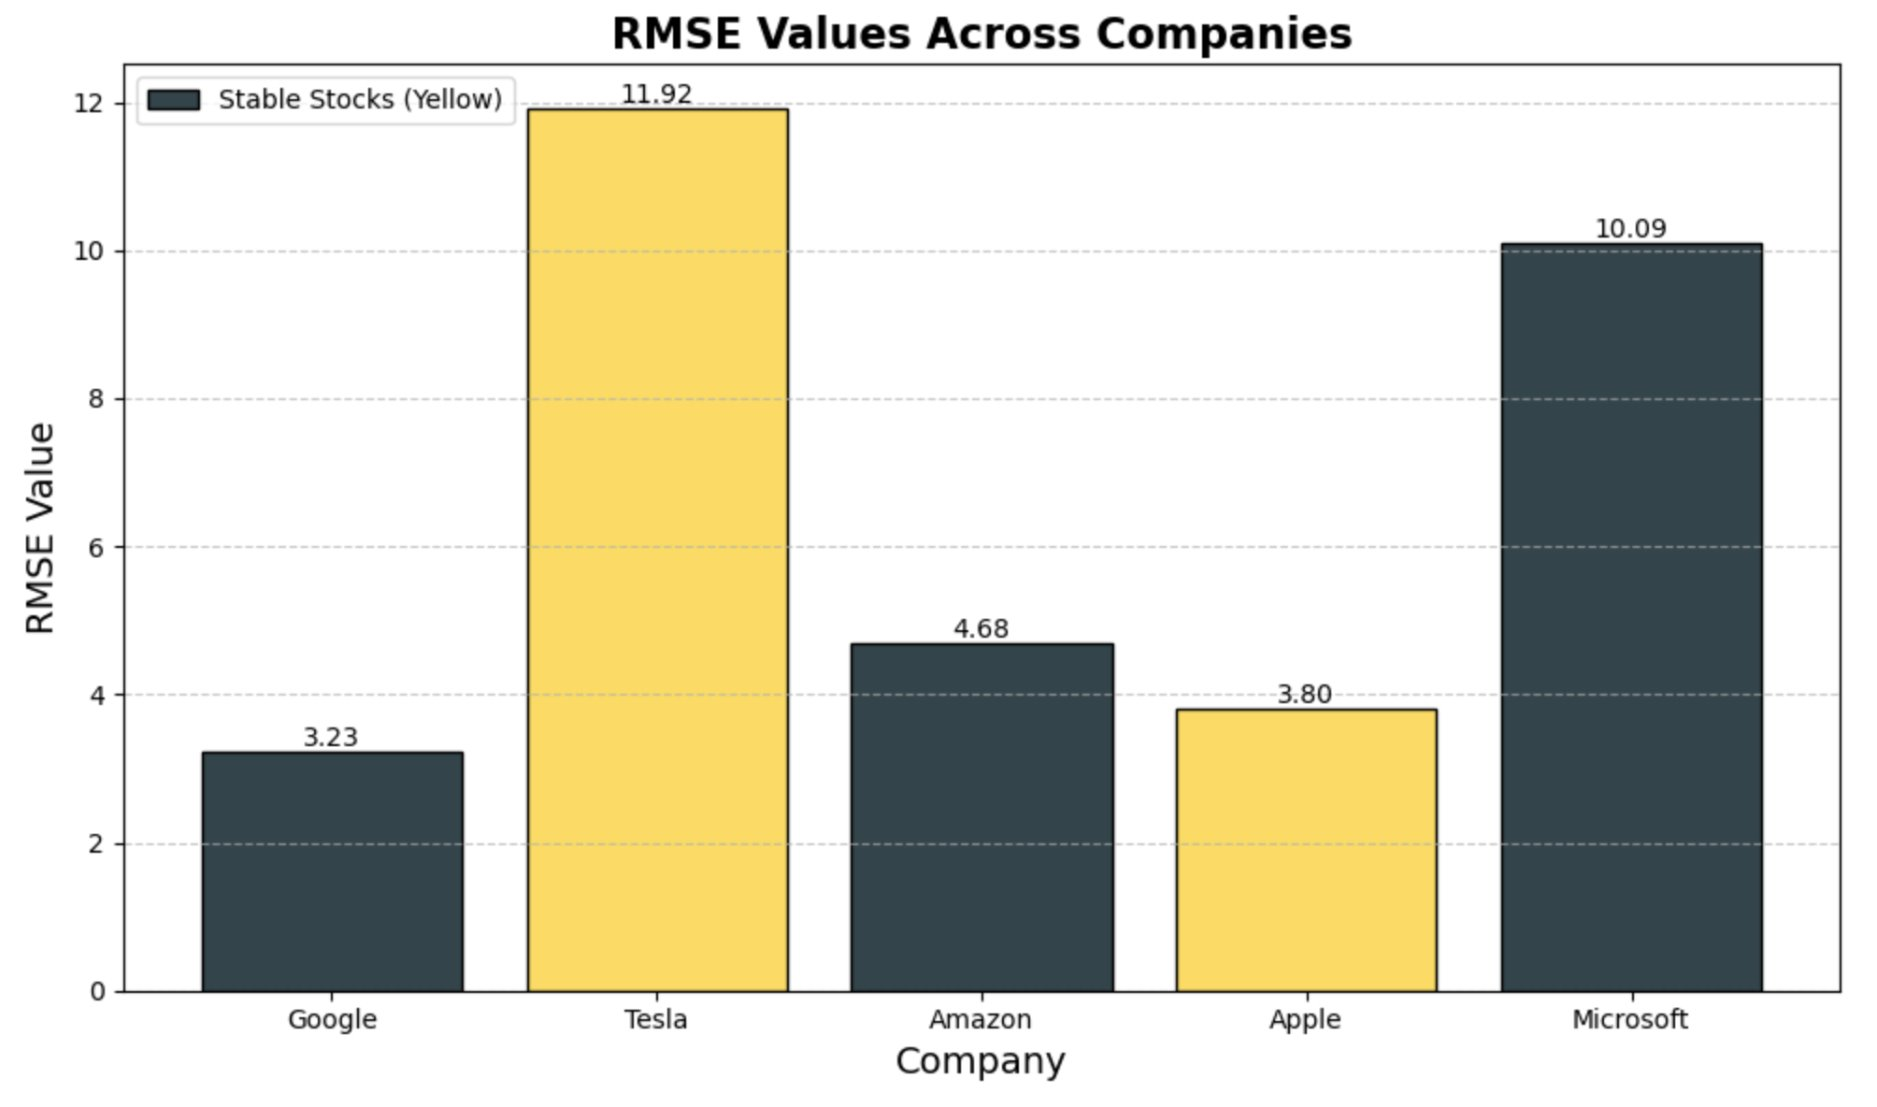 RMSE Values Across Companies
Stable Stocks (Yellow)
RMSE Value
12
10
8
6
4
2
0
3.23
11.92
4.68
3.80
10.09
Google
Tesla
Amazon
Apple
Microsoft
Company